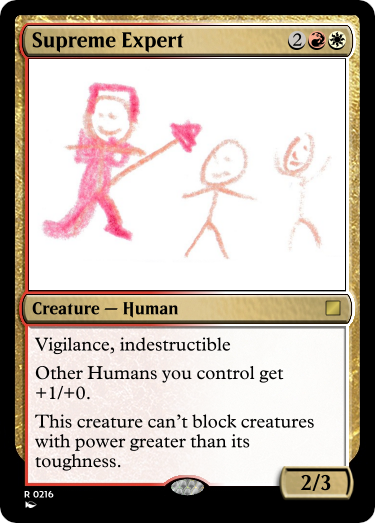 Supreme Expert 2
Creature — Human
Vigilance, indestructible
Other Humans you control get
+1/+0.
This creature can't block creatures
with power greater than its
toughness.
2/3
R 0216